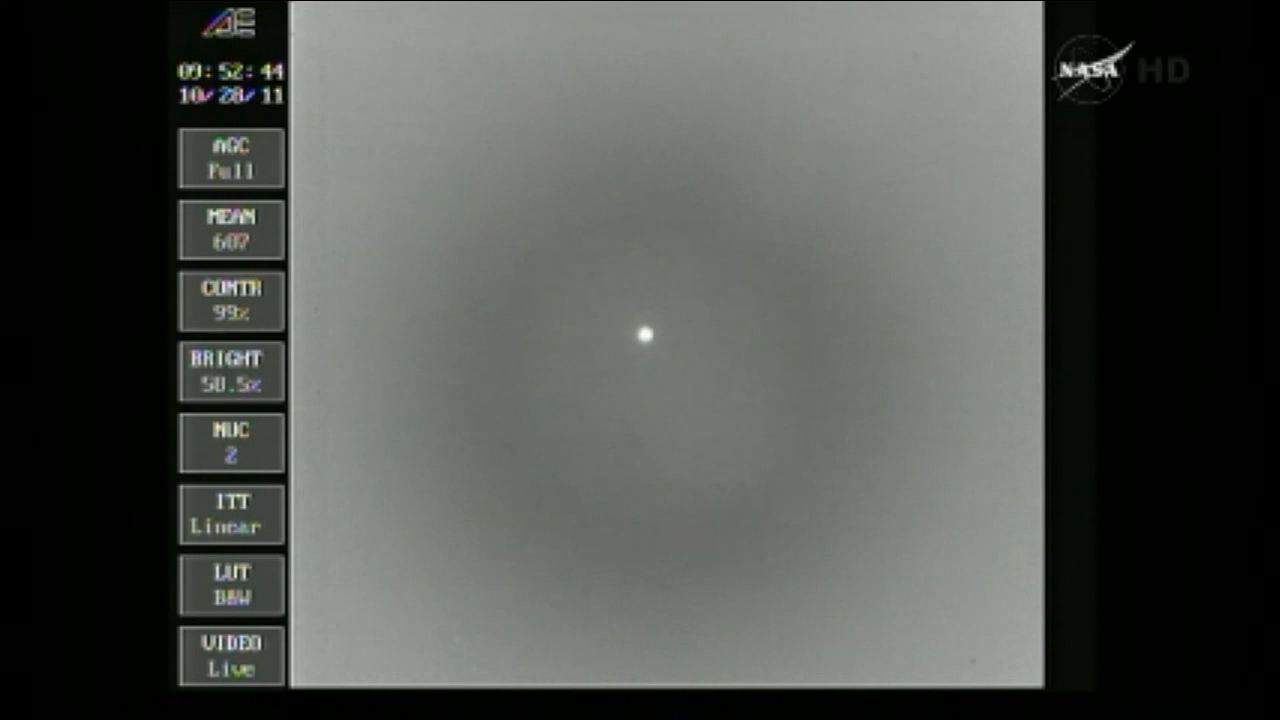 AE
09:52:44
10/28/11
NASA HD
AGC
Full
MEAN
607
CONTR
99%
BRIGHT
50.5%
NUC
2
ITT
Linear
LUT
B&W
VIDEO
Live